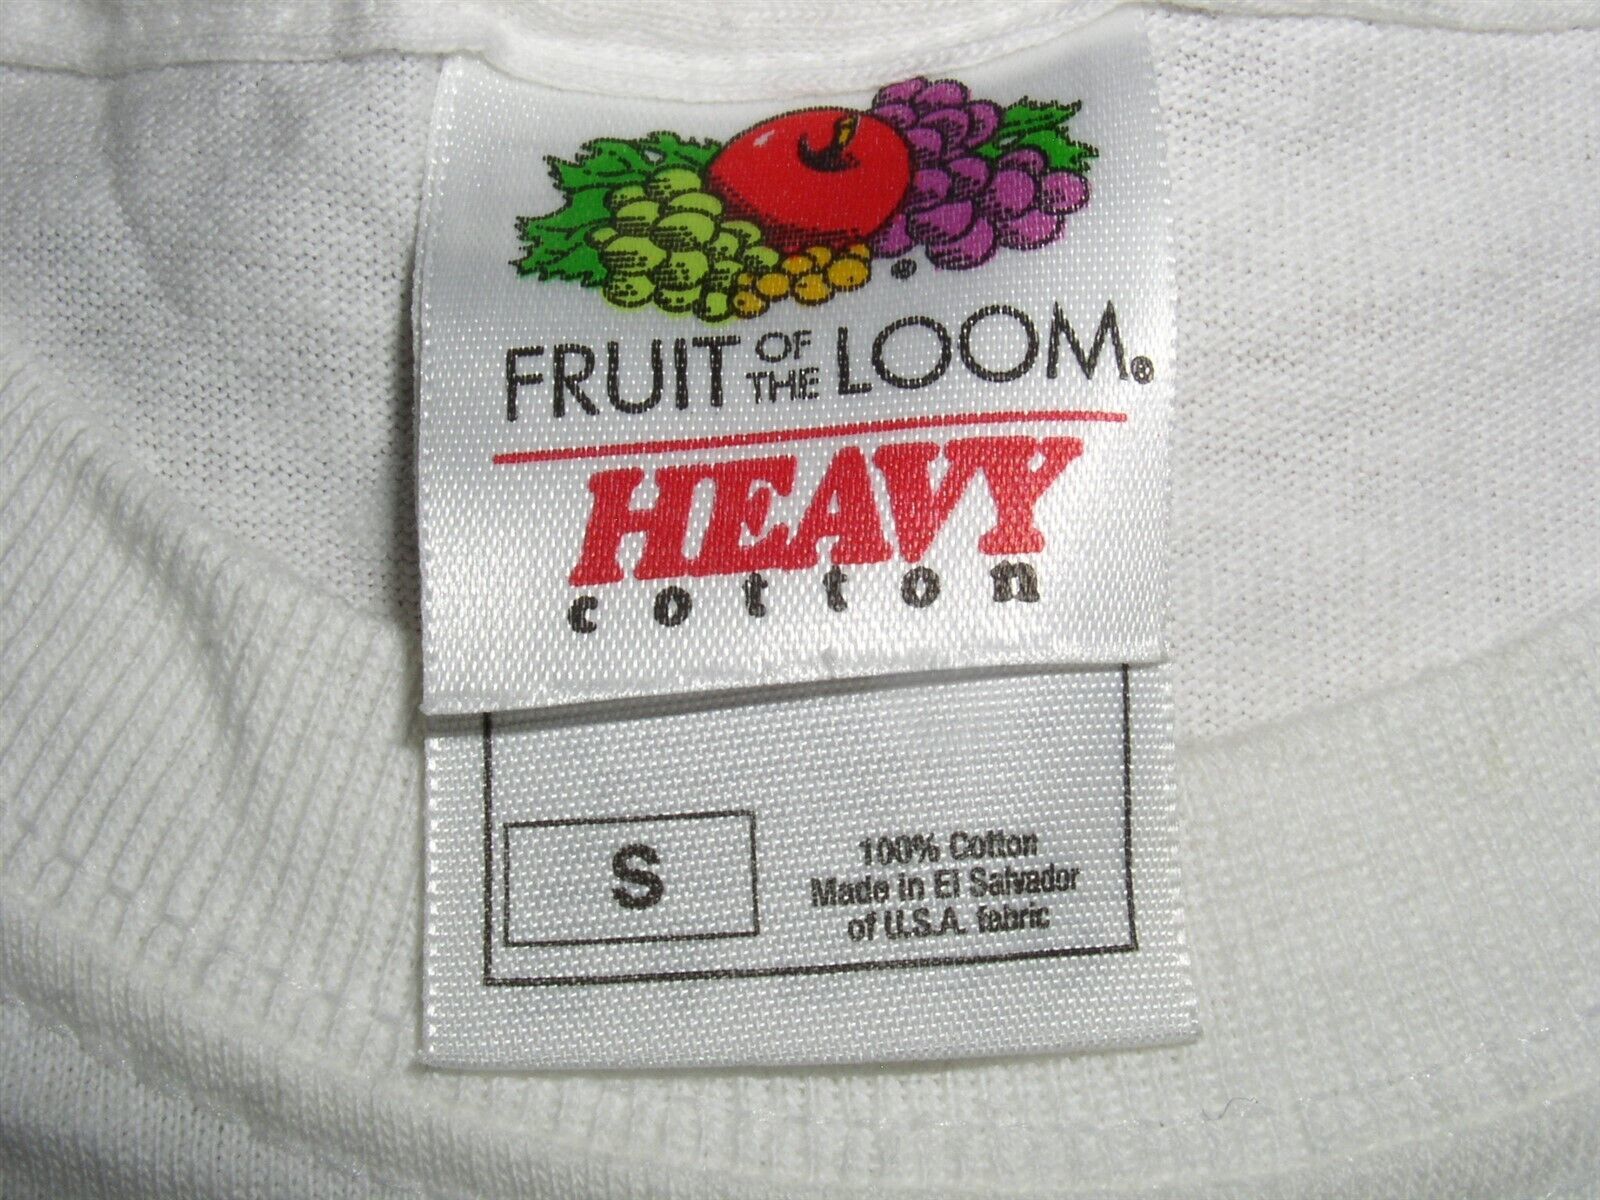 ®
FRUIT OF THE LOOM®
HEAVY
cotton
S
100% Cotton
Made in El Salvador
of U.S.A. fabric